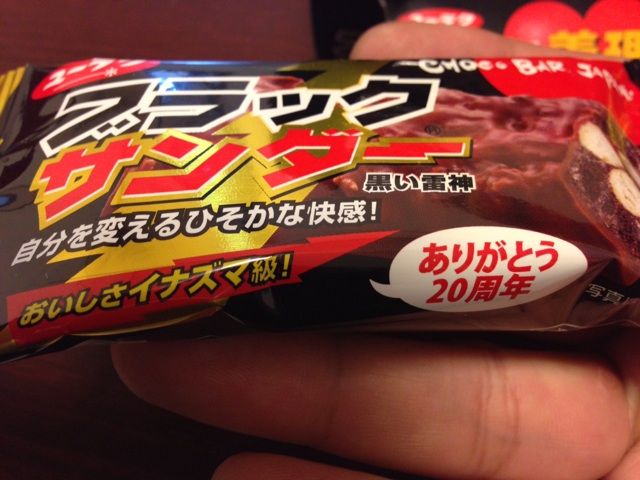 ユーラク
CHOCO BAR
ブラック
サンダー®
黒い雷神
自分を変えるひそかな快感!
おいしさイナズマ級!
ありがとう
20周年
写真